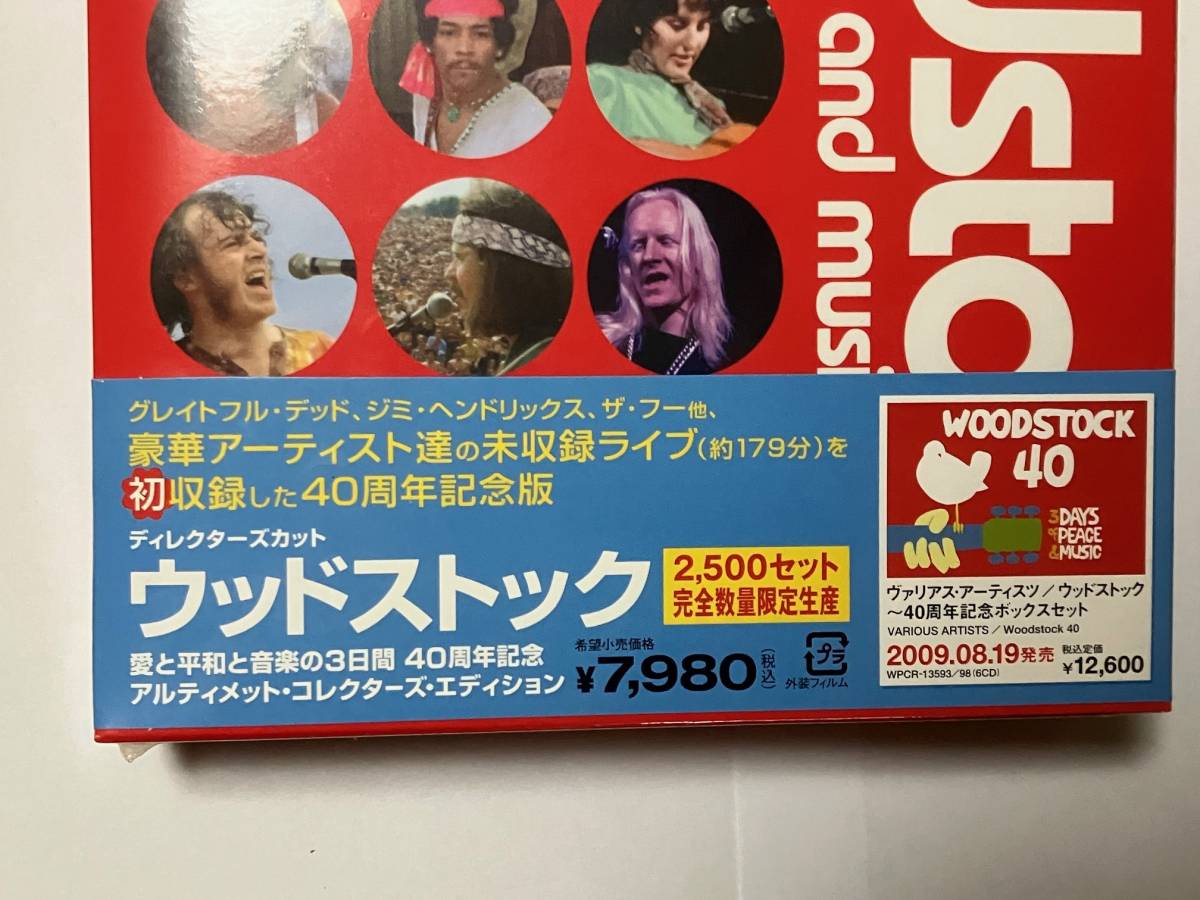 and musi
グレイトフル・デッド、ジミ・ヘンドリックス、ザ・フー他、
豪華アーティスト達の未収録ライブ(約179分)を
初収録した40周年記念版
ディレクターズカット
ウッドストック
2,500セット
完全数量限定生産
愛と平和と音楽の3日間 40周年記念
アルティメット・コレクターズ・エディション
希望小売価格
¥7,980(税込)
プラ
外装フィルム
WOODSTOCK
40
3 DAYS
of PEACE
& MUSIC
ヴァリアス・アーティスツ/ウッドストック
〜40周年記念ボックスセット
VARIOUS ARTISTS/Woodstock 40
2009.08.19発売
税込定価
¥12,600
WPCR-13593/98(6CD)